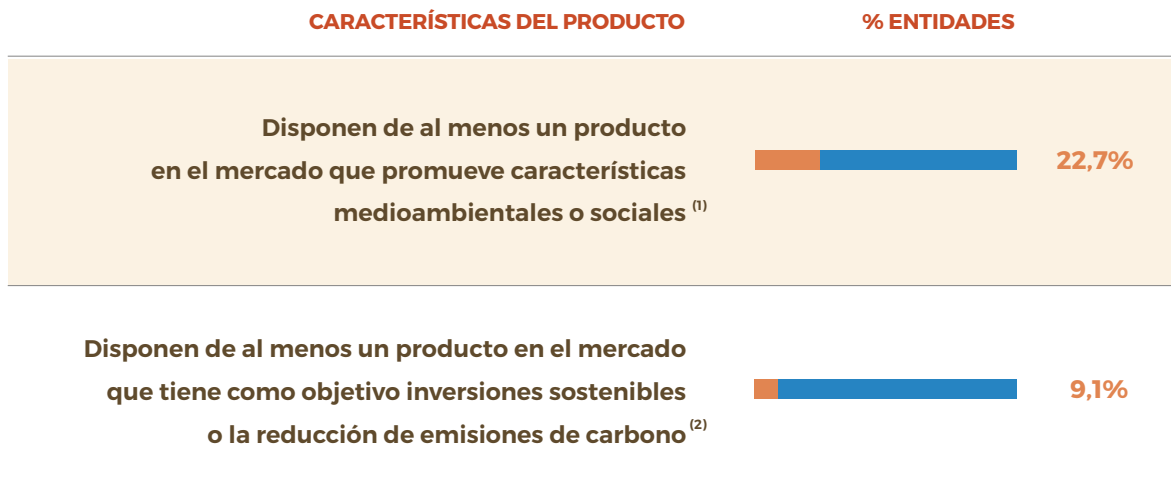 CARACTERÍSTICAS DEL PRODUCTO % ENTIDADES
Disponen de al menos un producto
en el mercado que promueve características
medioambientales o sociales (1)
22,7%
Disponen de al menos un producto en el mercado
que tiene como objetivo inversiones sostenibles
o la reducción de emisiones de carbono (2)
9,1%